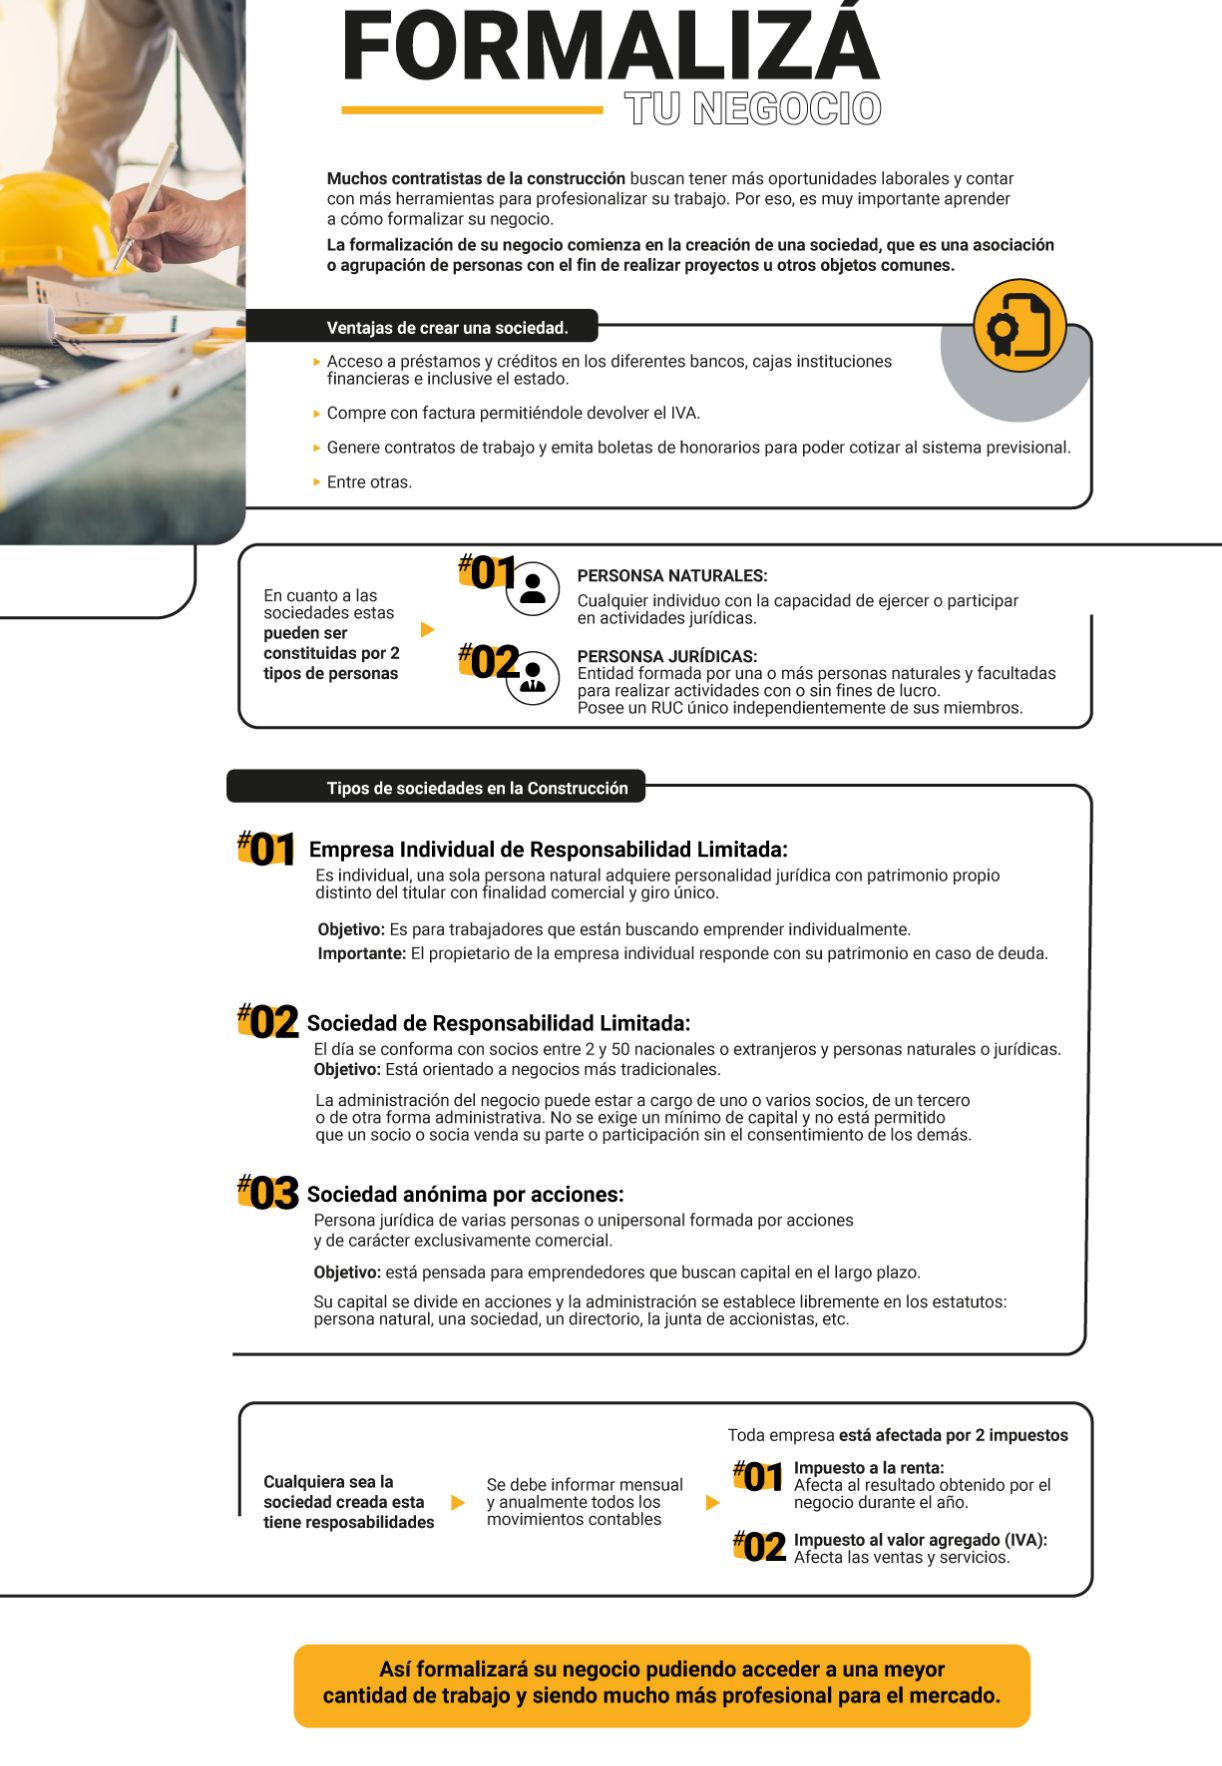 FORMALIZÁ
TU NEGOCIO
Muchos contratistas de la construcción buscan tener más oportunidades laborales y contar
con más herramientas para profesionalizar su trabajo. Por eso, es muy importante aprender
a cómo formalizar su negocio.
La formalización de su negocio comienza en la creación de una sociedad, que es una asociación
o agrupación de personas con el fin de realizar proyectos u otros objetos comunes.
Ventajas de crear una sociedad.
Acceso a préstamos y créditos en los diferentes bancos, cajas instituciones
financieras e inclusive el estado.
Compre con factura permitiéndole devolver el IVA.
Genere contratos de trabajo y emita boletas de honorarios para poder cotizar al sistema previsional.
Entre otras.
En cuanto a las
sociedades estas
pueden ser
constituidas por 2
tipos de personas
#01
PERSONSA NATURALES:
Cualquier individuo con la capacidad de ejercer o participar
en actividades jurídicas.
#02
PERSONSA JURÍDICAS:
Entidad formada por una o más personas naturales y facultadas
para realizar actividades con o sin fines de lucro.
Posee un RUC único independientemente de sus miembros.
Tipos de sociedades en la Construcción
#01 Empresa Individual de Responsabilidad Limitada:
Es individual, una sola persona natural adquiere personalidad jurídica con patrimonio propio
distinto del titular con finalidad comercial y giro único.
Objetivo: Es para trabajadores que están buscando emprender individualmente.
Importante: El propietario de la empresa individual responde con su patrimonio en caso de deuda.
#02 Sociedad de Responsabilidad Limitada:
El día se conforma con socios entre 2 y 50 nacionales o extranjeros y personas naturales o jurídicas.
Objetivo: Está orientado a negocios más tradicionales.
La administración del negocio puede estar a cargo de uno o varios socios, de un tercero
o de otra forma administrativa. No se exige un mínimo de capital y no está permitido
que un socio o socia venda su parte o participación sin el consentimiento de los demás.
#03 Sociedad anónima por acciones:
Persona jurídica de varias personas o unipersonal formada por acciones
y de carácter exclusivamente comercial.
Objetivo: está pensada para emprendedores que buscan capital en el largo plazo.
Su capital se divide en acciones y la administración se establece libremente en los estatutos:
persona natural, una sociedad, un directorio, la junta de accionistas, etc.
Cualquiera sea la
sociedad creada esta
tiene resposabilidades
Se debe informar mensual
y anualmente todos los
movimientos contables
Toda empresa está afectada por 2 impuestos
#01 Impuesto a la renta:
Afecta al resultado obtenido por el
negocio durante el año.
#02 Impuesto al valor agregado (IVA):
Afecta las ventas y servicios.
Así formalizará su negocio pudiendo acceder a una meyor
cantidad de trabajo y siendo mucho más profesional para el mercado.